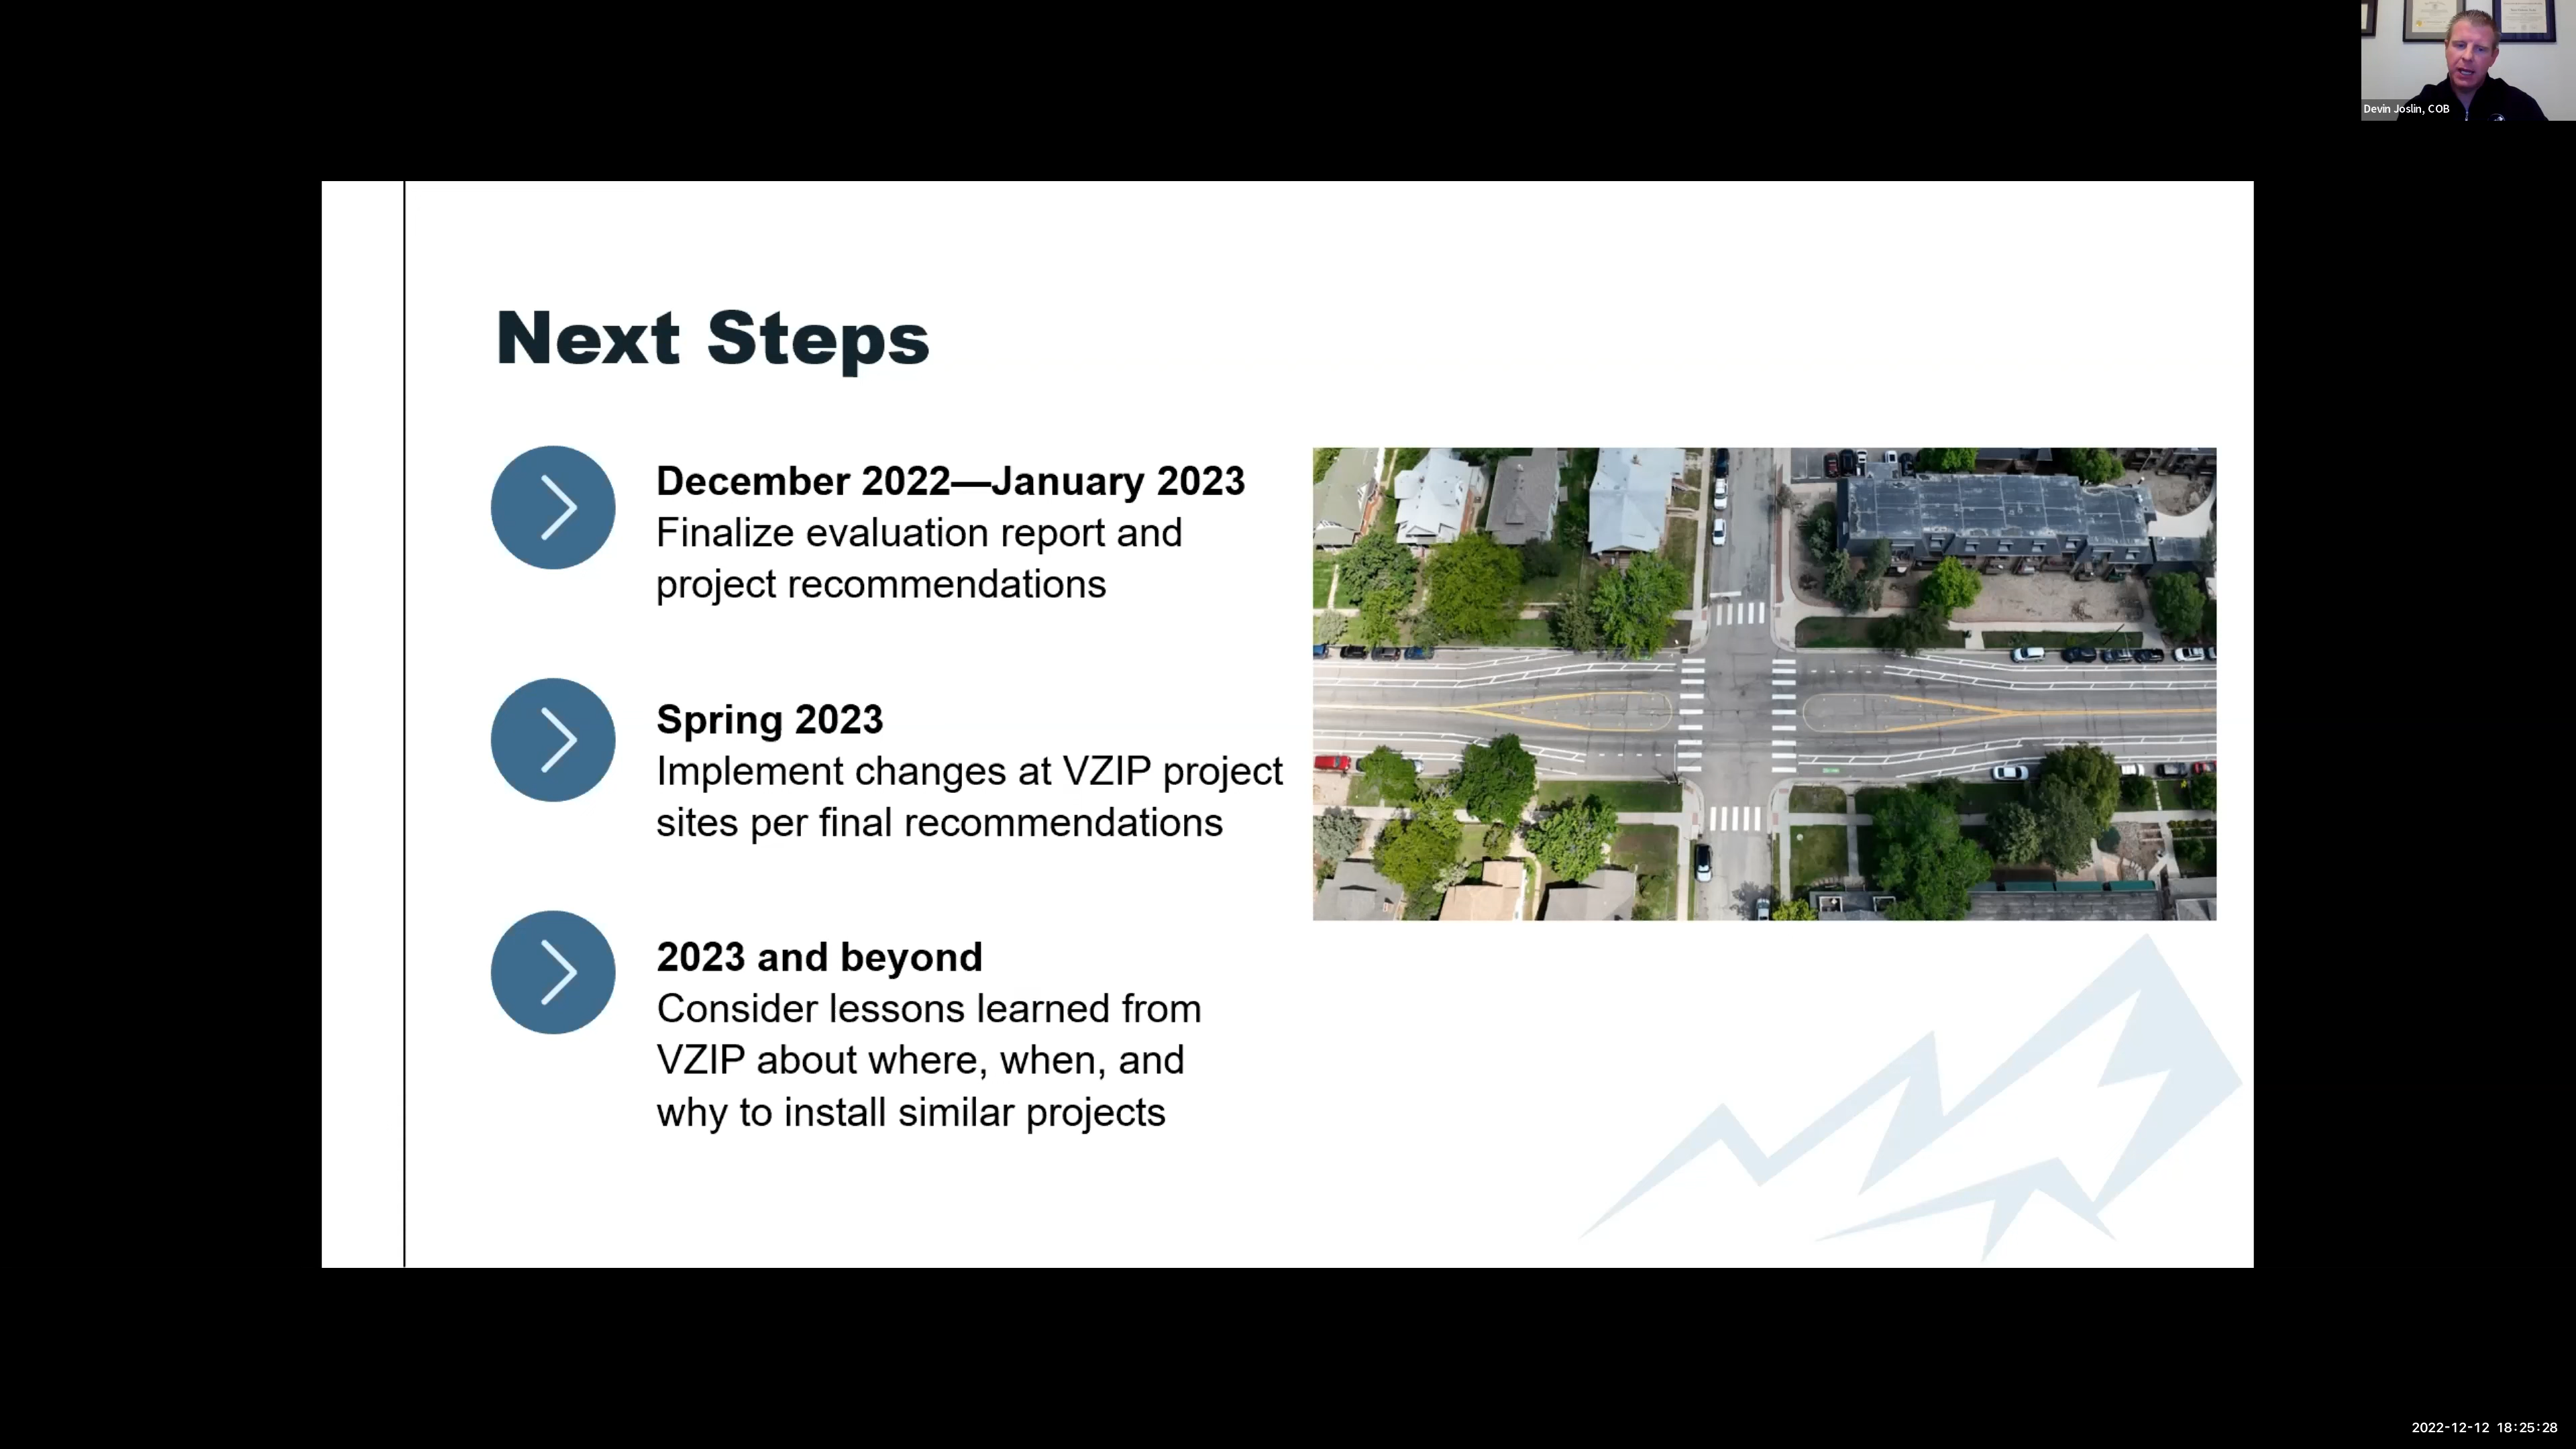 Devin Joslin, COB
Next Steps
December 2022—January 2023
Finalize evaluation report and
project recommendations
Spring 2023
Implement changes at VZIP project
sites per final recommendations
2023 and beyond
Consider lessons learned from
VZIP about where, when, and
why to install similar projects
2022-12-12 18:25:28